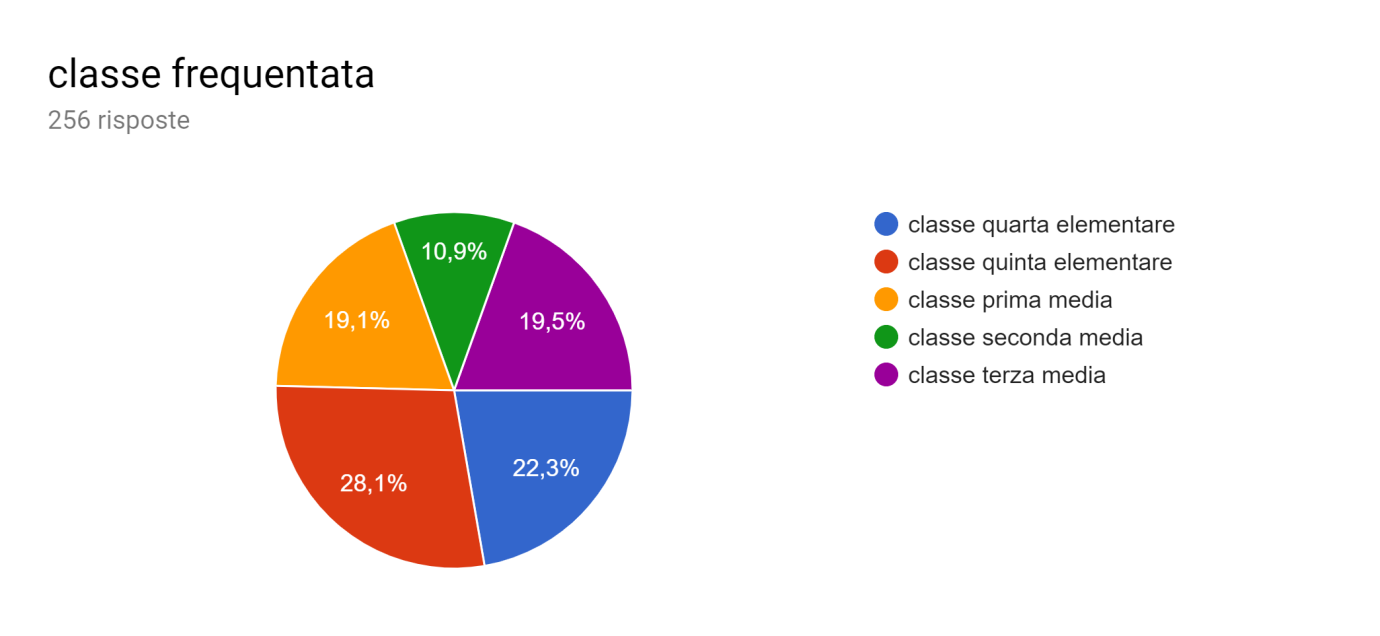 classe frequentata
256 risposte
10,9%
19,1%
19,5%
22,3%
28,1%
classe quarta elementare
classe quinta elementare
classe prima media
classe seconda media
classe terza media